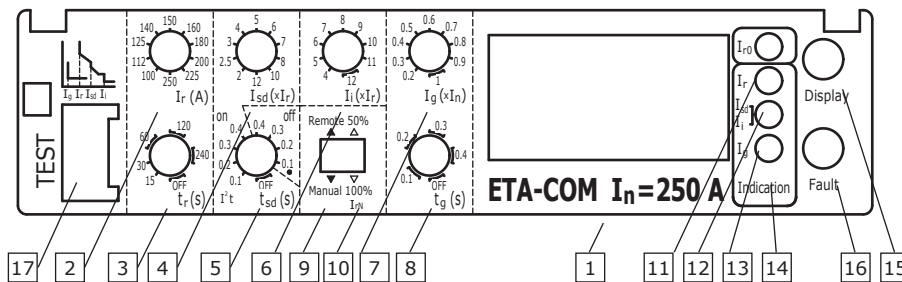 TEST
Ig Ir Isd Ii
100 112 125 140 150 160 180 200 225 250
Ir (A)
2 2.5 3 4 5 6 7 8 10 12
Isd (xIr)
4 5 6 7 8 9 10 11 12
Ii (xIr)
0.2 0.3 0.4 0.5 0.6 0.7 0.8 0.9 1
Ig (xIn)
15 30 60 120 240 OFF
tr (s)
on off
0.1 0.2 0.3 0.4 0.4 0.3 0.2 0.1 OFF
I²t
tsd (s)
Remote 50%
Manual 100%
IrN
0.1 0.2 0.3 0.4 OFF
tg (s)
ETA-COM In=250 A
Ir0
Ir
Isd
Ii
Ig
Indication
Display
Fault
17 2 3 4 5 6 9 10 7 8 1 11 12 13 14 16 15